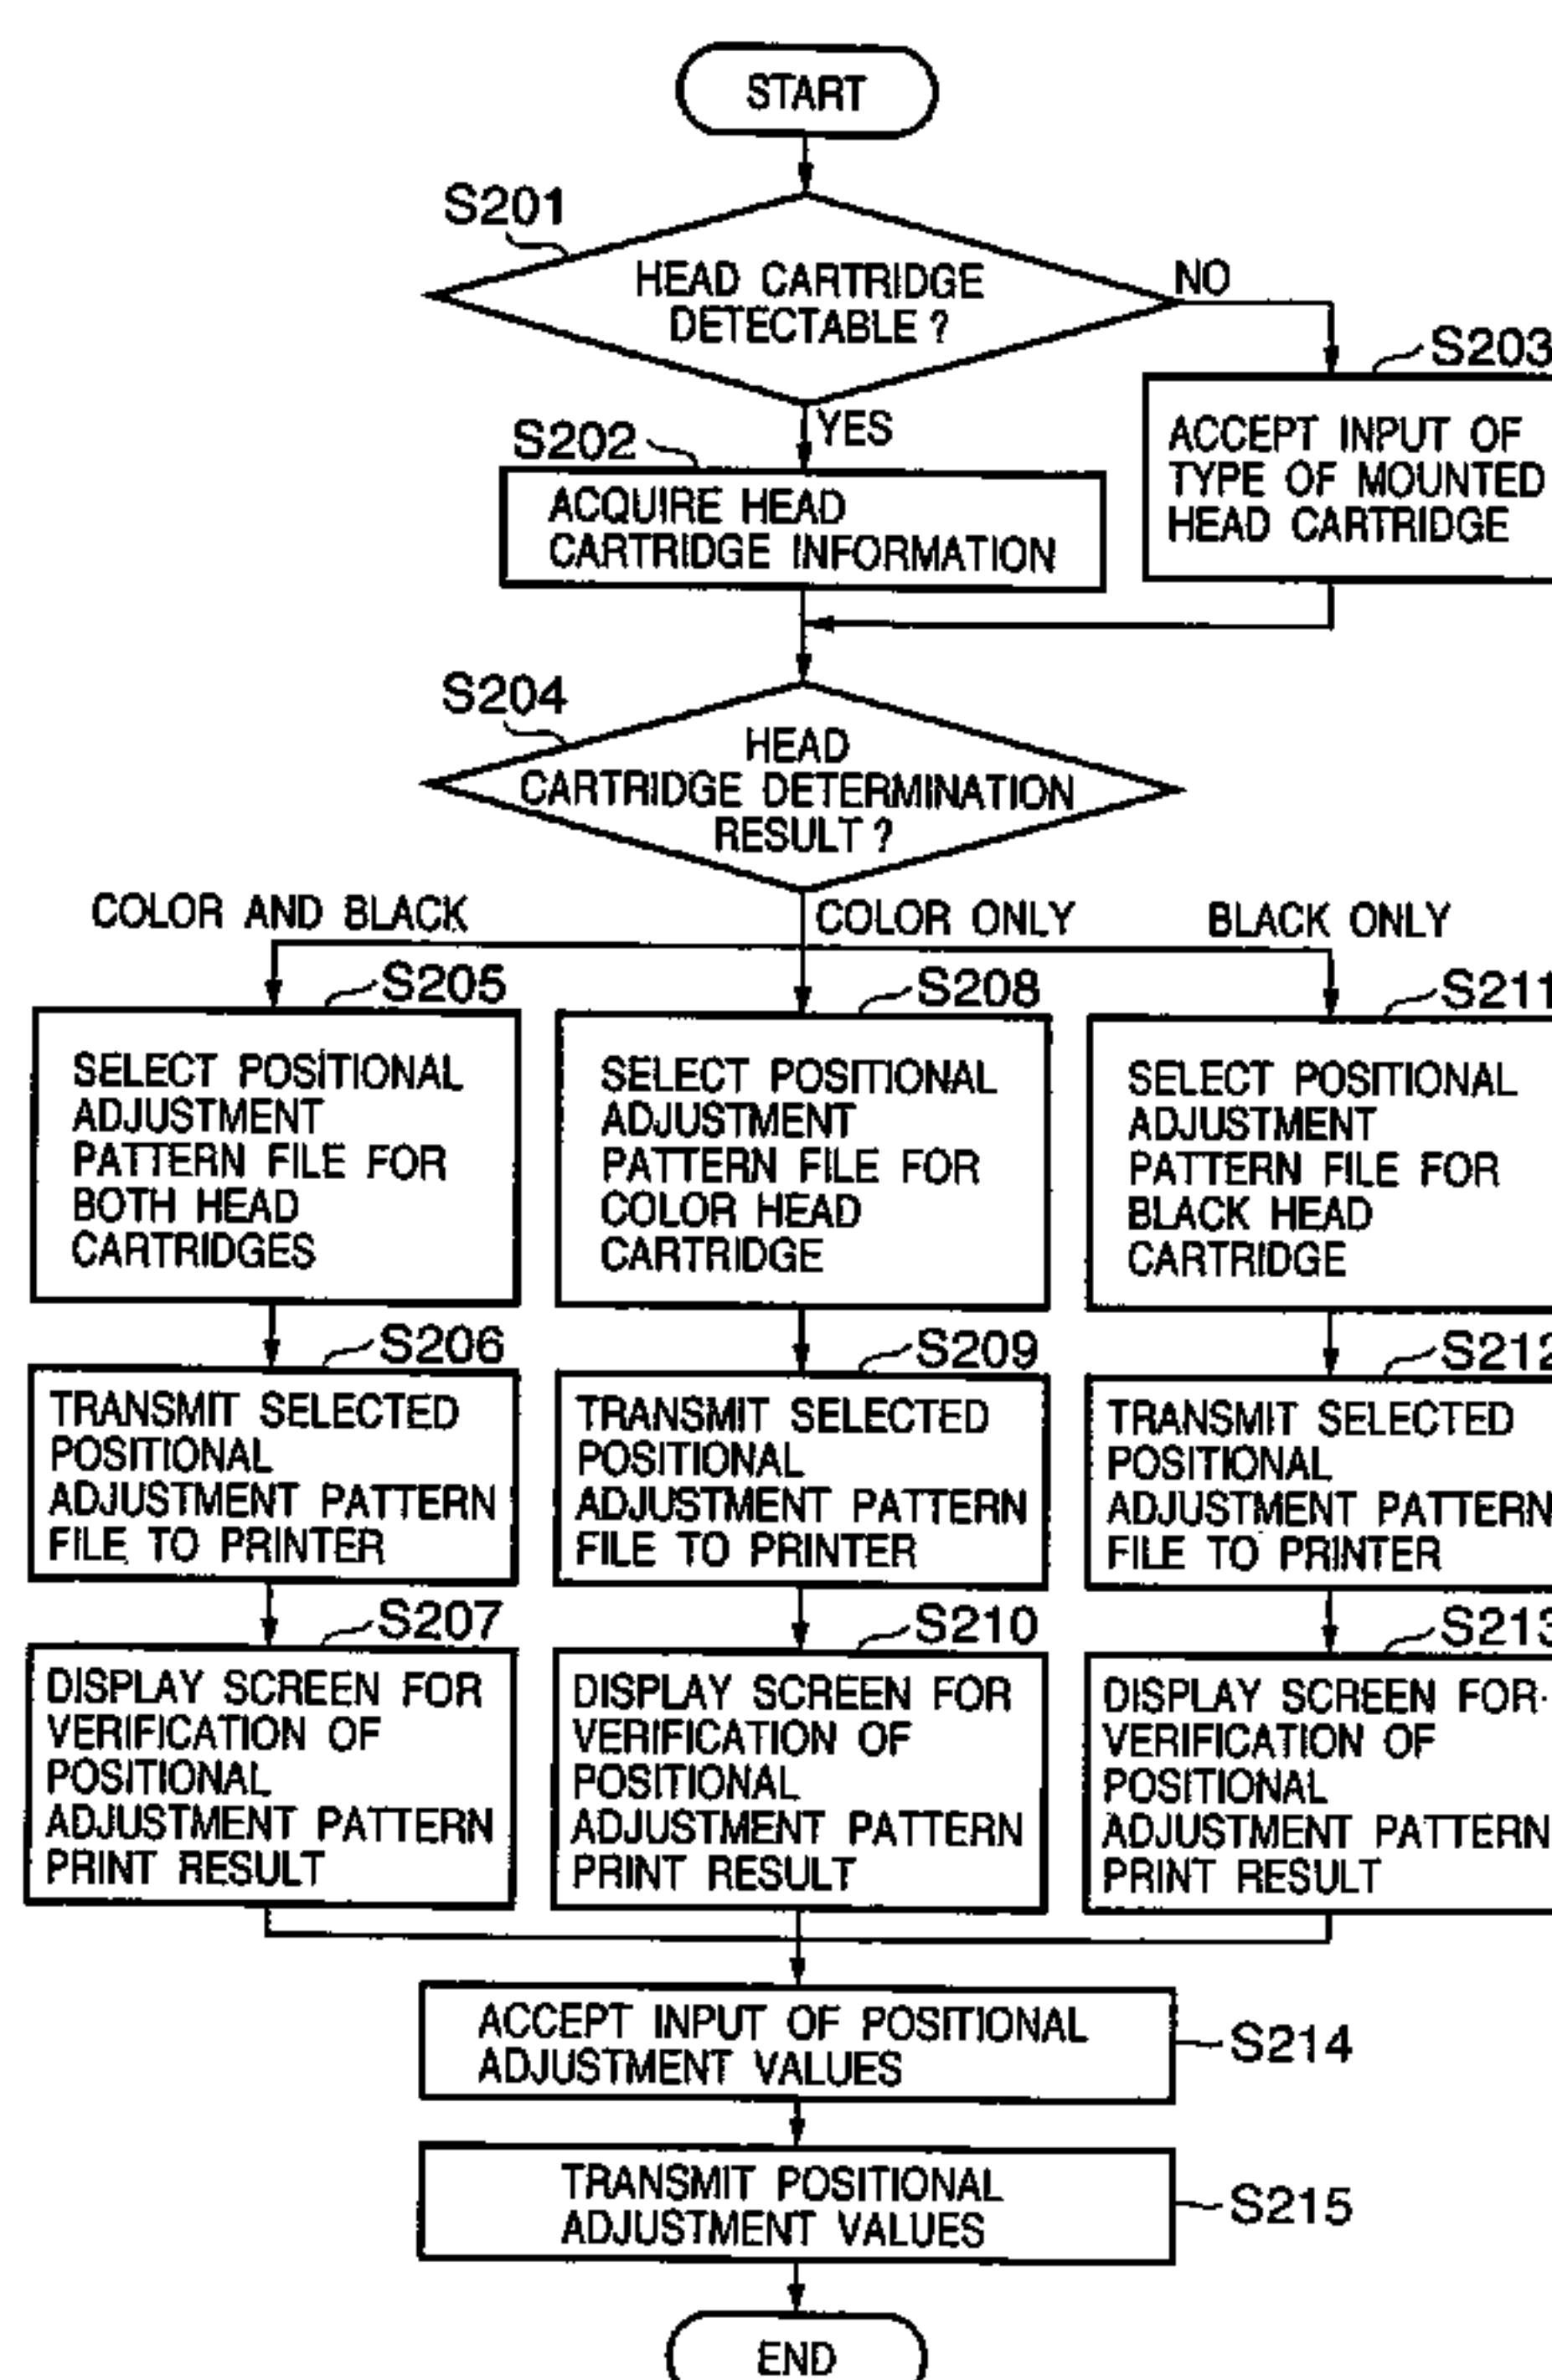 START
S201
HEAD CARTRIDGE
DETECTABLE ?
NO
S203
YES
S202
ACCEPT INPUT OF
TYPE OF MOUNTED
HEAD CARTRIDGE
ACQUIRE HEAD
CARTRIDGE INFORMATION
S204
HEAD
CARTRIDGE DETERMINATION
RESULT ?
COLOR AND BLACK
COLOR ONLY
BLACK ONLY
S205
SELECT POSITIONAL
ADJUSTMENT
PATTERN FILE FOR
BOTH HEAD
CARTRIDGES
S208
SELECT POSITIONAL
ADJUSTMENT
PATTERN FILE FOR
COLOR HEAD
CARTRIDGE
S211
SELECT POSITIONAL
ADJUSTMENT
PATTERN FILE FOR
BLACK HEAD
CARTRIDGE
S206
TRANSMIT SELECTED
POSITIONAL
ADJUSTMENT PATTERN
FILE TO PRINTER
S209
TRANSMIT SELECTED
POSITIONAL
ADJUSTMENT PATTERN
FILE TO PRINTER
S212
TRANSMIT SELECTED
POSITIONAL
ADJUSTMENT PATTERN
FILE TO PRINTER
S207
DISPLAY SCREEN FOR
VERIFICATION OF
POSITIONAL
ADJUSTMENT PATTERN
PRINT RESULT
S210
DISPLAY SCREEN FOR
VERIFICATION OF
POSITIONAL
ADJUSTMENT PATTERN
PRINT RESULT
S213
DISPLAY SCREEN FOR
VERIFICATION OF
POSITIONAL
ADJUSTMENT PATTERN
PRINT RESULT
ACCEPT INPUT OF POSITIONAL
ADJUSTMENT VALUES
S214
TRANSMIT POSITIONAL
ADJUSTMENT VALUES
S215
END